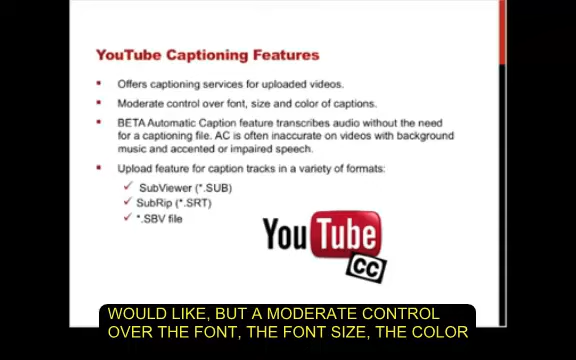 YouTube Captioning Features
Offers captioning services for uploaded videos.
Moderate control over font, size and color of captions.
BETA Automatic Caption feature transcribes audio without the need
for a captioning file. AC is often inaccurate on videos with background
music and accented or impaired speech.
Upload feature for caption tracks in a variety of formats:
SubViewer (*.SUB)
SubRip (*.SRT)
*.SBV file
YouTube
CC
WOULD LIKE, BUT A MODERATE CONTROL
OVER THE FONT, THE FONT SIZE, THE COLOR